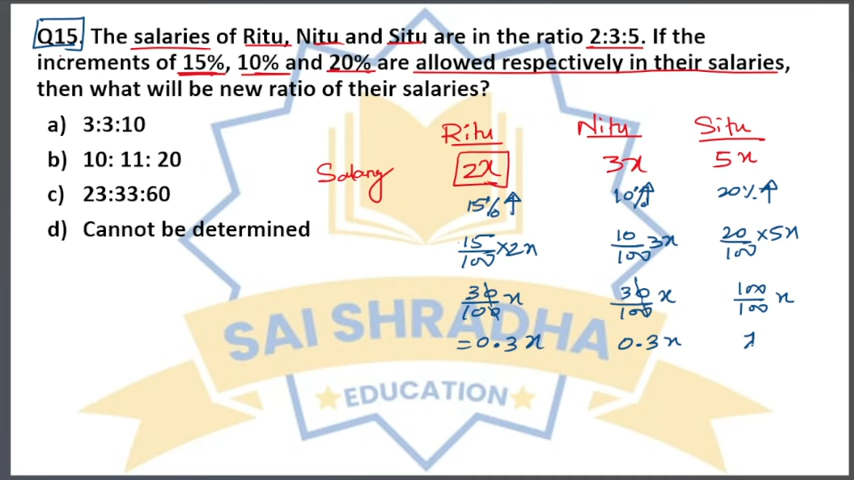 Q15. The salaries of Ritu, Nitu and Situ are in the ratio 2:3:5. If the
increments of 15%, 10% and 20% are allowed respectively in their salaries,
then what will be new ratio of their salaries?
a) 3:3:10
b) 10: 11: 20
c) 23:33:60
d) Cannot be determined
Ritu Nitu Situ
Salary 2x 3x 5x
15%↑ 10%↑ 20%↑
15/100 ×2x 10/100 3x 20/100 ×5x
30/100 x 30/100 x 100/100 x
=0.3x 0.3x x
SAI SHRADHA
EDUCATION